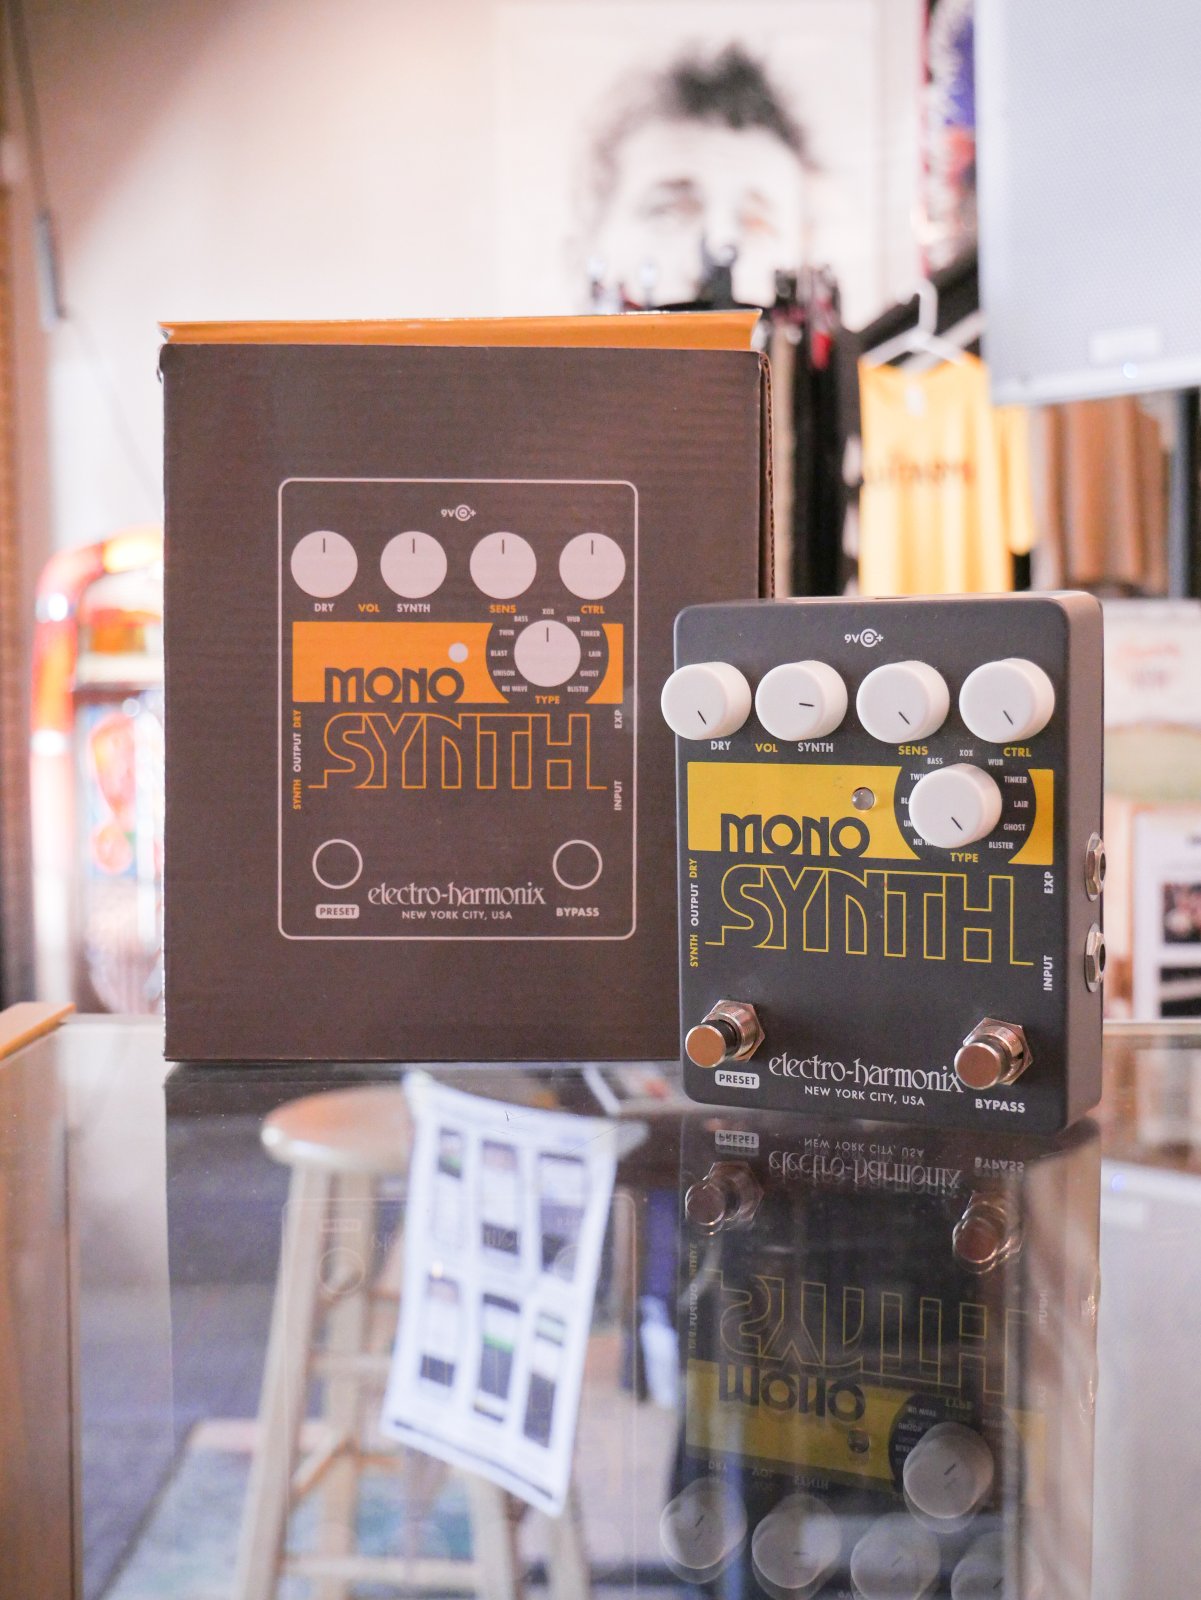 9V
DRY VOL SYNTH SENS CTRL
BASS XOX WUB
TWIN TINKER
BLAST LAIR
UNISON GHOST
NU WAVE BLISTER
TYPE
MONO
SYNTH
SYNTH OUTPUT DRY
EXP
INPUT
electro-harmonix
NEW YORK CITY, USA
PRESET
BYPASS
9V
DRY VOL SYNTH SENS CTRL
BASS XOX WUB
TINKER
LAIR
GHOST
BLISTER
TYPE
MONO
SYNTH
SYNTH OUTPUT DRY
EXP
INPUT
electro-harmonix
NEW YORK CITY, USA
PRESET
BYPASS